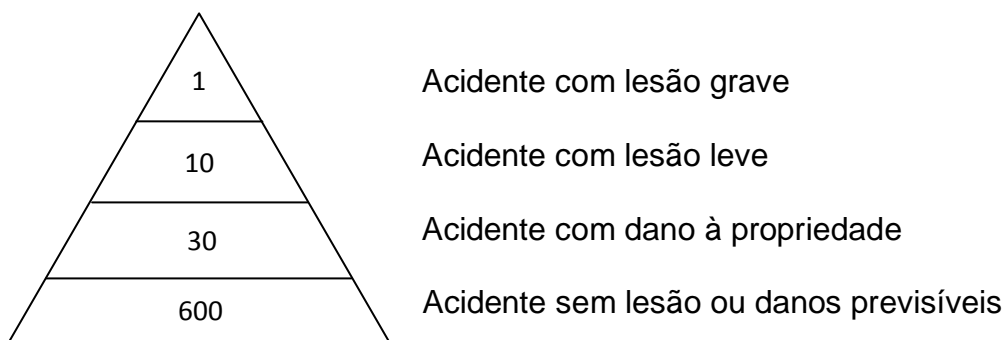 1 Acidente com lesão grave
10 Acidente com lesão leve
30 Acidente com dano à propriedade
600 Acidente sem lesão ou danos previsíveis